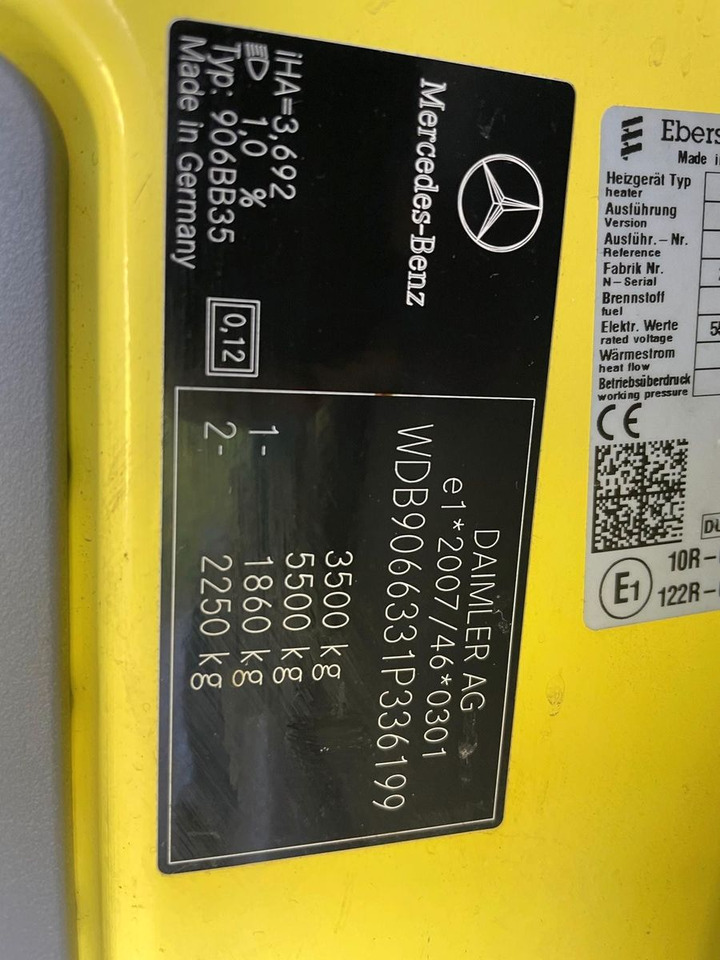 Mercedes-Benz
iHA=3,692
1,0 %
Typ: 906BB35
Made in Germany
0,12
DAIMLER AG
e1*2007/46*0301
WDB9066331P336199
3500 kg
5500 kg
1- 1860 kg
2- 2250 kg
Made
Heizgerät Typ
heater
Ausführung
Version
Ausführ.-Nr.
Reference
Fabrik Nr.
N-Serial
Brennstoff
fuel
Elektr. Werte
rated voltage
Wärmestrom
heat flow
Betriebsüberdruck
working pressure
CE
E1
10R-
122R-